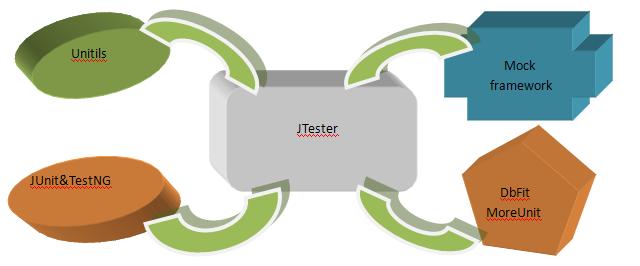 Unitils
Mock
framework
JTester
JUnit&TestNG
DbFit
MoreUnit